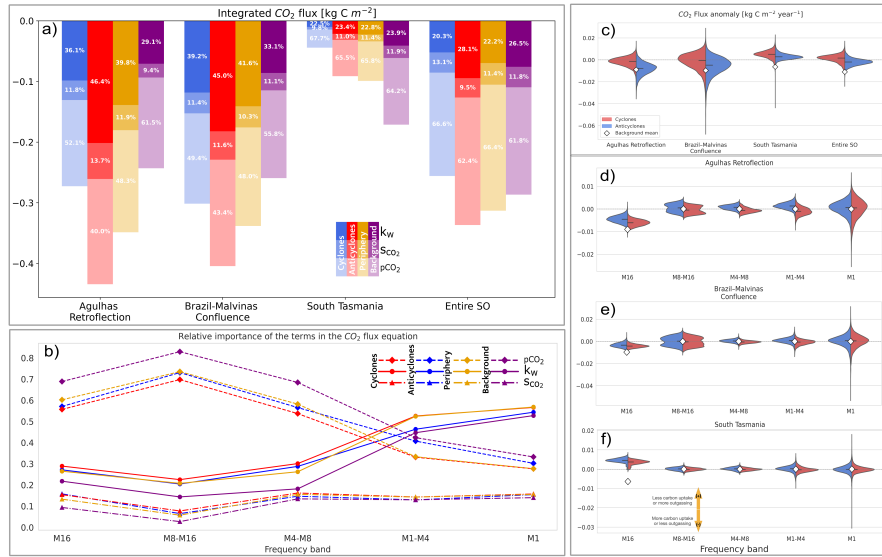 a)
Integrated CO2 flux [kg C m−2]
0.0
−0.1
−0.2
−0.3
−0.4
36.1%
11.8%
52.1%
46.4%
13.7%
40.0%
39.8%
11.9%
48.3%
29.1%
9.4%
61.5%
39.2%
11.4%
49.4%
45.0%
11.6%
43.4%
41.6%
10.3%
33.1%
11.1%
55.8%
67.7%
23.4%
11.0%
65.5%
22.8%
11.4%
65.8%
23.9%
11.9%
64.2%
20.3%
13.1%
66.6%
28.1%
9.5%
62.4%
22.2%
11.4%
66.4%
26.5%
11.8%
61.8%
Cyclones
Anticyclones
Periphery
Background
kw
sCO2
pCO2
Agulhas
Retroflection
Brazil-Malvinas
Confluence
South Tasmania
Entire SO
b)
Relative importance of the terms in the CO2 flux equation
0.8
0.7
0.6
0.5
0.4
0.3
0.2
0.1
0.0
Cyclones
Anticyclones
Periphery
Background
pCO2
kw
sCO2
M16
M8-M16
M4-M8
M1-M4
M1
c)
CO2 Flux anomaly [kg C m−2 year−1]
0.02
0.00
−0.03
−0.06
Cyclones
Anticyclones
Background mean
Agulhas Reflection
Brazil-Malvinas
Confluence
South Tasmania
Entire SO
d)
Agulhas Retroflection
0.01
0.00
−0.01
−0.02
M16
M8-M16
M4-M8
M1-M4
M1
e)
Brazil-Malvinas
Confluence
0.02
0.00
−0.02
−0.04
M16
M8-M16
M4-M8
M1-M4
M1
f)
South Tasmania
0.02
0.01
0.00
−0.01
−0.02
−0.03
Less carbon uptake
or more outgassing
More carbon uptake
or less outgassing
M16
M8-M16
M4-M8
M1-M4
M1
Frequency band